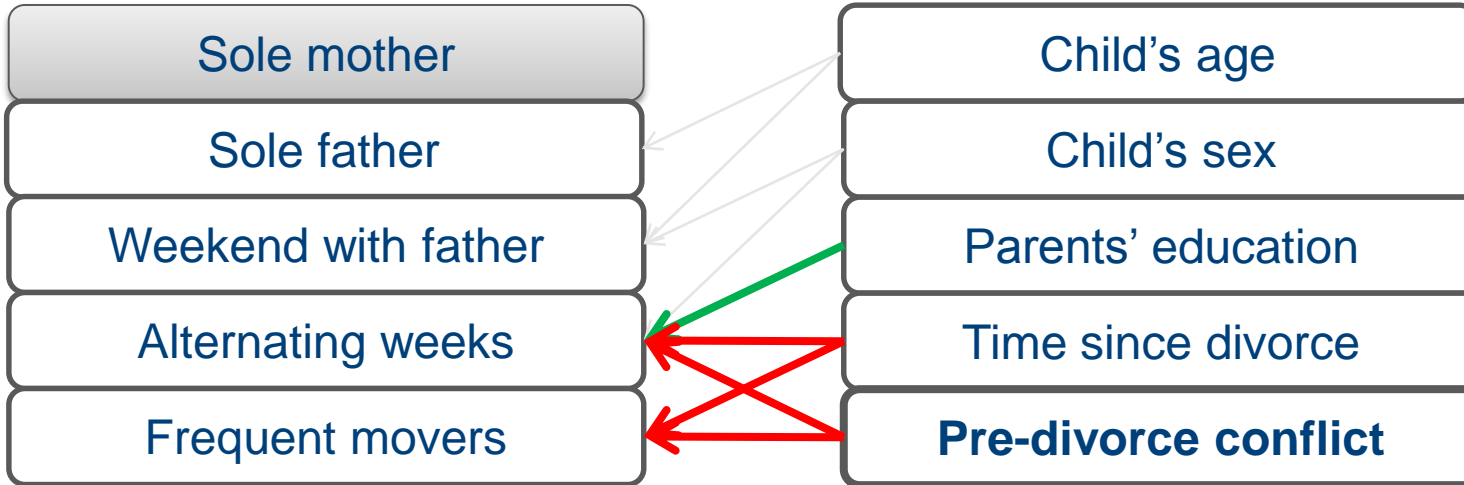 Sole mother
Sole father
Weekend with father
Alternating weeks
Frequent movers
Child’s age
Child’s sex
Parents’ education
Time since divorce
Pre-divorce conflict